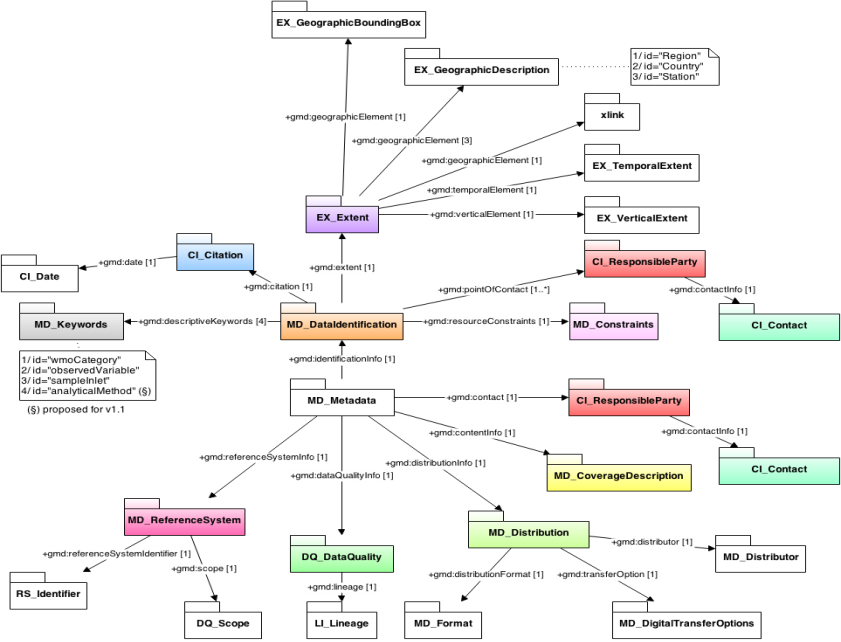 EX_GeographicBoundingBox
EX_GeographicDescription
1/ id="Region"
2/ id="Country"
3/ id="Station"
+gmd:geographicElement [1]
xlink
+gmd:geographicElement [3]
+gmd:geographicElement [1]
EX_TemporalExtent
+gmd:temporalElement [1]
EX_Extent
+gmd:verticalElement [1]
EX_VerticalExtent
CI_Citation
+gmd:date [1]
CI_Date
+gmd:extent [1]
CI_ResponsibleParty
+gmd:citation [1]
+gmd:pointOfContact [1..*]
+gmd:contactInfo [1]
MD_Keywords
+gmd:descriptiveKeywords [4]
MD_DataIdentification
+gmd:resourceConstraints [1]
MD_Constraints
CI_Contact
1/ id="wmoCategory"
2/ id="observedVariable"
3/ id="sampleInlet"
4/ id="analyticalMethod" (§)
(§) proposed for v1.1
+gmd:identificationInfo [1]
MD_Metadata
+gmd:contact [1]
CI_ResponsibleParty
+gmd:contentInfo [1]
+gmd:contactInfo [1]
+gmd:referenceSystemInfo [1]
+gmd:dataQualityInfo [1]
+gmd:distributionInfo [1]
MD_CoverageDescription
CI_Contact
MD_ReferenceSystem
MD_Distribution
+gmd:distributor [1]
MD_Distributor
+gmd:referenceSystemIdentifier [1]
DQ_DataQuality
+gmd:scope [1]
+gmd:lineage [1]
+gmd:distributionFormat [1]
+gmd:transferOption [1]
RS_Identifier
DQ_Scope
LI_Lineage
MD_Format
MD_DigitalTransferOptions